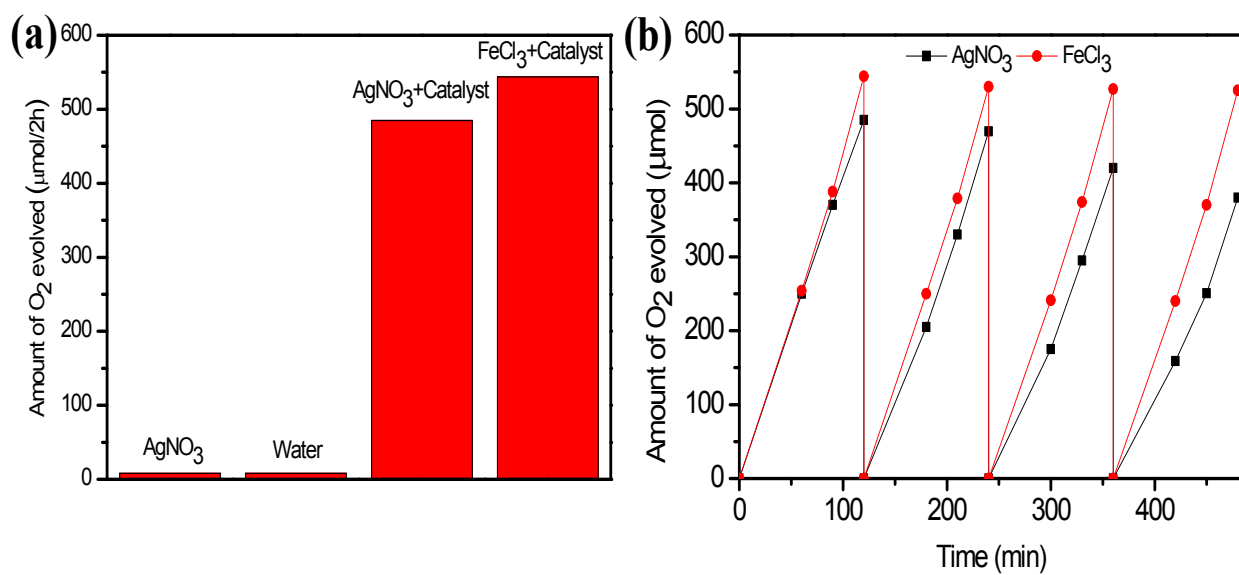 (a)
Amount of O2 evolved (μmol/2h)
600
500
400
300
200
100
0
AgNO3
Water
AgNO3+Catalyst
FeCl3+Catalyst
(b)
Amount of O2 evolved (μmol)
600
500
400
300
200
100
0
AgNO3
FeCl3
0
100
200
300
400
Time (min)